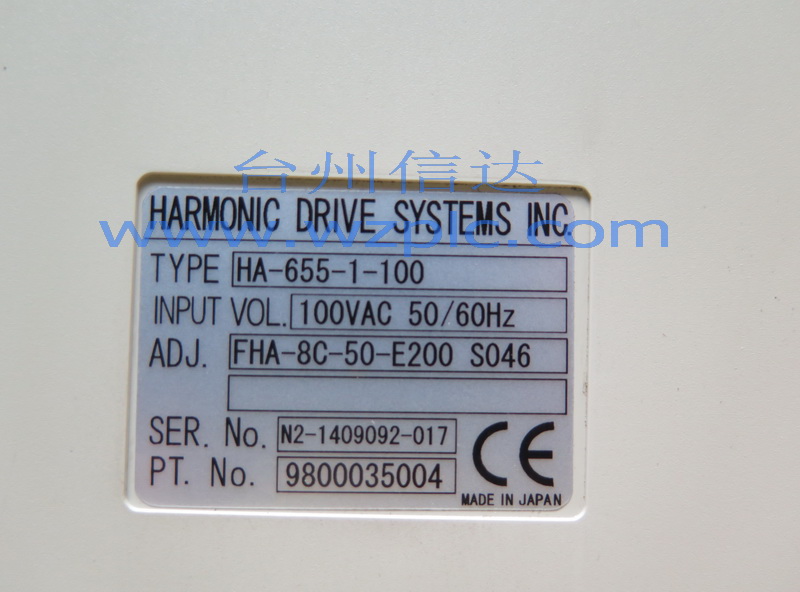 台州信达
HARMONIC DRIVE SYSTEMS INC.
www.wzplc.com
TYPE HA-655-1-100
INPUT VOL. 100VAC 50/60Hz
ADJ. FHA-8C-50-E200 S046
SER. No. N2-1409092-017
PT. No. 9800035004
CE
MADE IN JAPAN